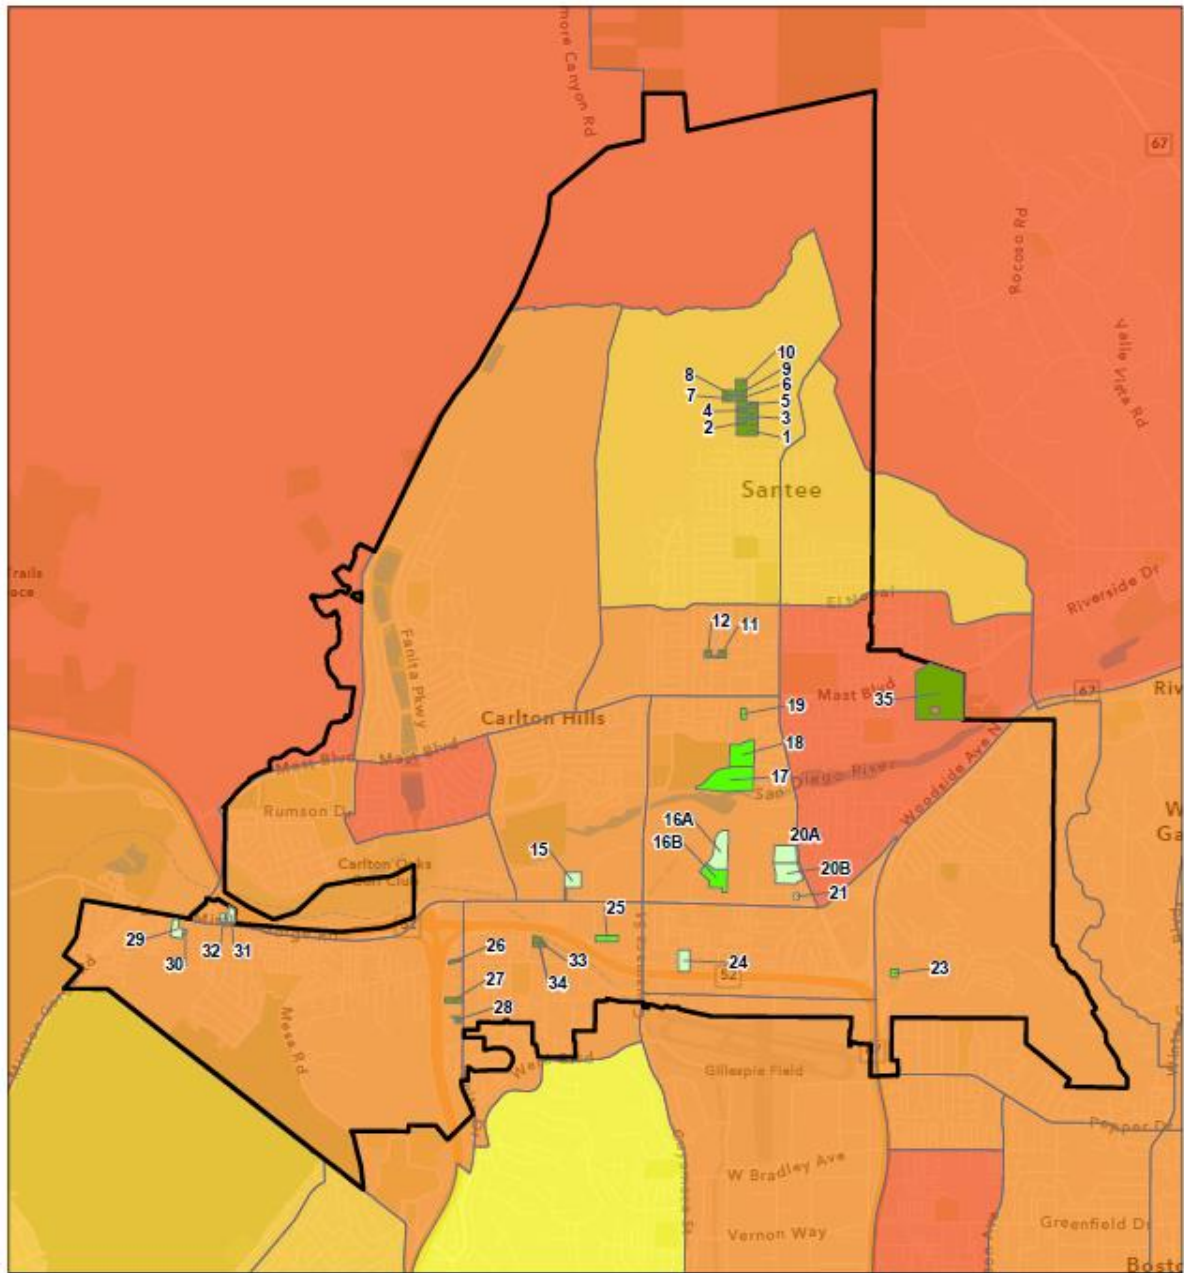 more Canyon Rd
67
Rocoso Rd
Valle Vista Rd
10
9
8
6
7
5
4
3
2
1
Santee
Trails
El Nopal
Riverside Dr
12
11
Fanita Pkwy
Mast Blvd
35
67
Riv
19
Carlton Hills
18
Mast Blvd
Mast Blvd
17
San Diego River
Woodside Ave N
Rumson Dr
16A
20A
16B
15
Carlton Oaks
Golf Club
20B
21
25
29
32
31
26
33
24
52
23
30
34
27
28
Mesa Rd
Gillespie Field
Pepper Dr
W Bradley Ave
Vernon Way
Greenfield Dr
Bosto